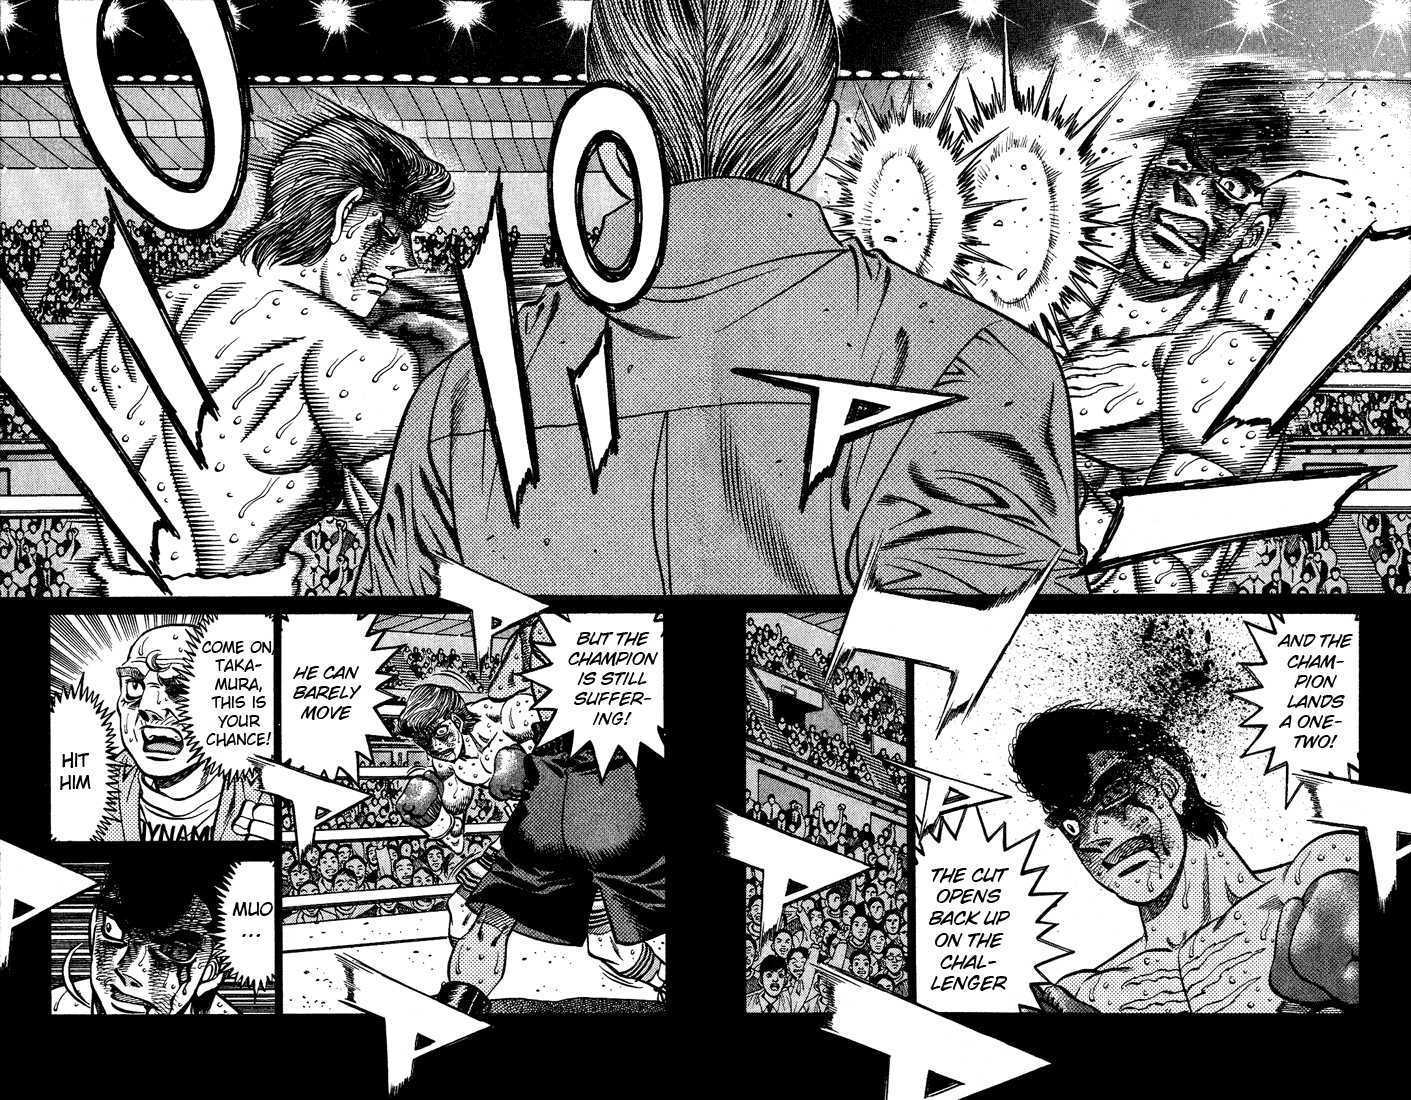 AND THE
CHAM-
PION
LANDS
A ONE-
TWO!
THE CUT
OPENS
BACK UP
ON THE
CHAL-
LENGER
BUT THE
CHAMPION
IS STILL
SUFFER-
ING!
HE CAN
BARELY
MOVE
COME ON,
TAKA-
MURA,
THIS IS
YOUR
CHANCE!
HIT
HIM
DYNAM
MUO
...